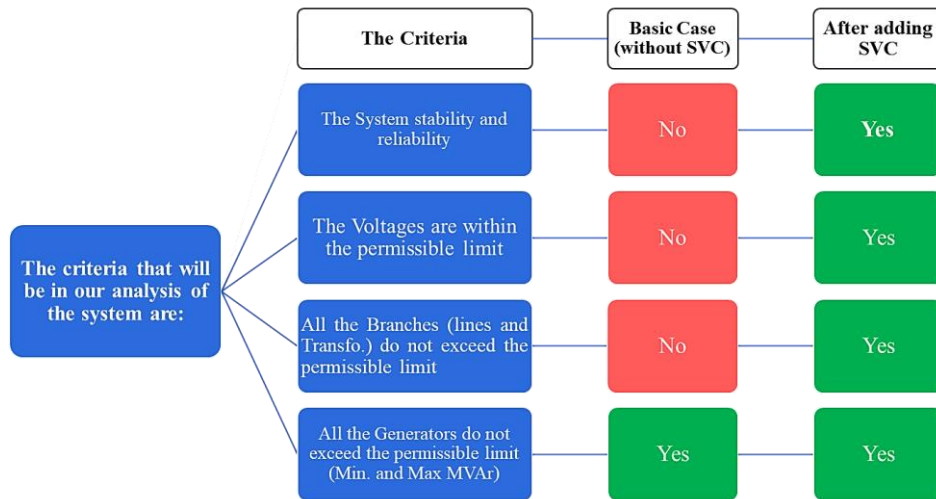 The Criteria
Basic Case
(without SVC)
After adding
SVC
The System stability and
reliability
No
Yes
The Voltages are within
the permissible limit
No
Yes
The criteria that will
be in our analysis of
the system are:
All the Branches (lines and
Transfo.) do not exceed the
permissible limit
No
Yes
All the Generators do not
exceed the permissible limit
(Min. and Max MVAr)
Yes
Yes